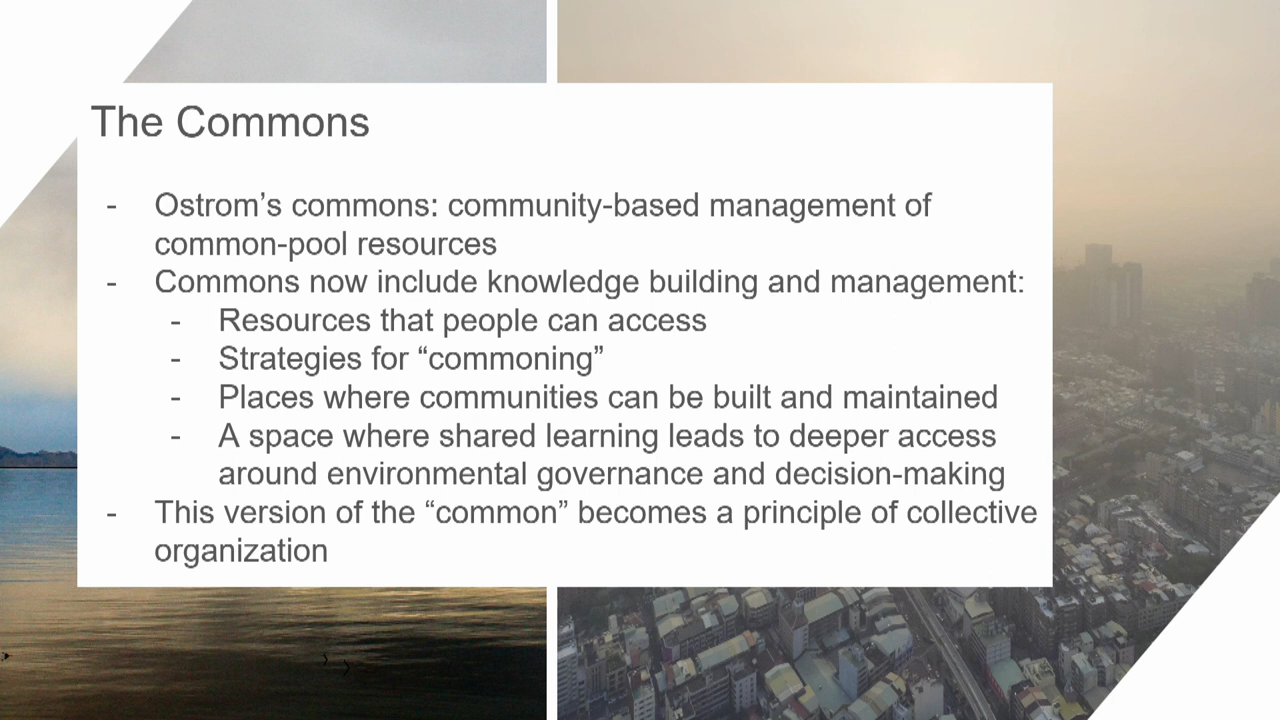 The Commons
- Ostrom’s commons: community-based management of
common-pool resources
- Commons now include knowledge building and management:
- Resources that people can access
- Strategies for “commoning”
- Places where communities can be built and maintained
- A space where shared learning leads to deeper access
around environmental governance and decision-making
- This version of the “common” becomes a principle of collective
organization